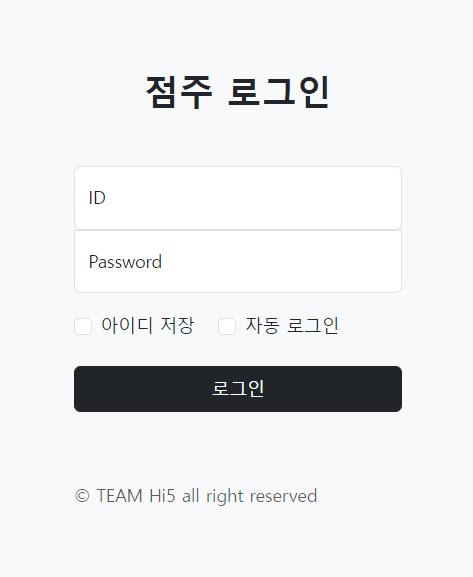 점주 로그인
ID
Password
아이디 저장 자동 로그인
로그인
© TEAM Hi5 all right reserved